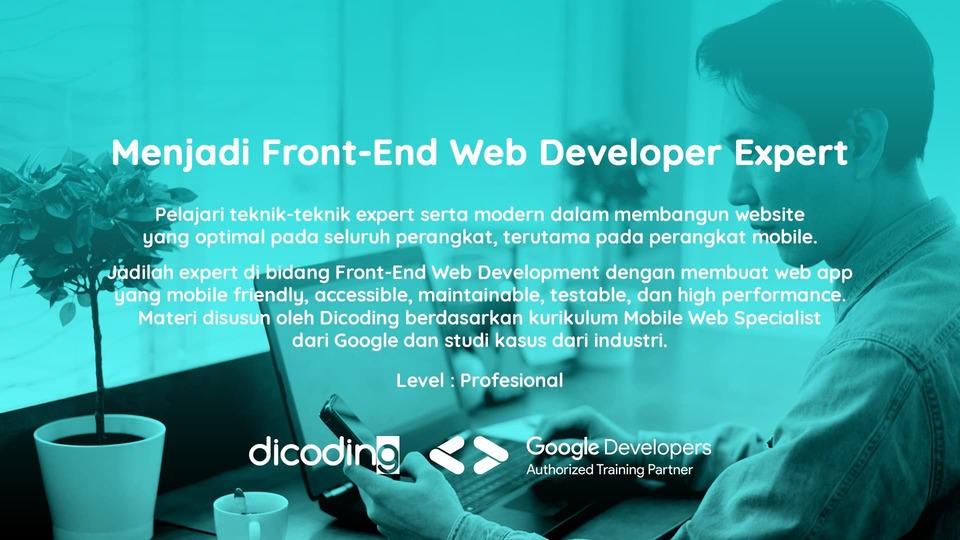 Menjadi Front-End Web Developer Expert
Pelajari teknik-teknik expert serta modern dalam membangun website
yang optimal pada seluruh perangkat, terutama pada perangkat mobile.
Jadilah expert di bidang Front-End Web Development dengan membuat web app
yang mobile friendly, accessible, maintainable, testable, dan high performance.
Materi disusun oleh Dicoding berdasarkan kurikulum Mobile Web Specialist
dari Google dan studi kasus dari industri.
Level : Profesional
dicoding
Google Developers
Authorized Training Partner